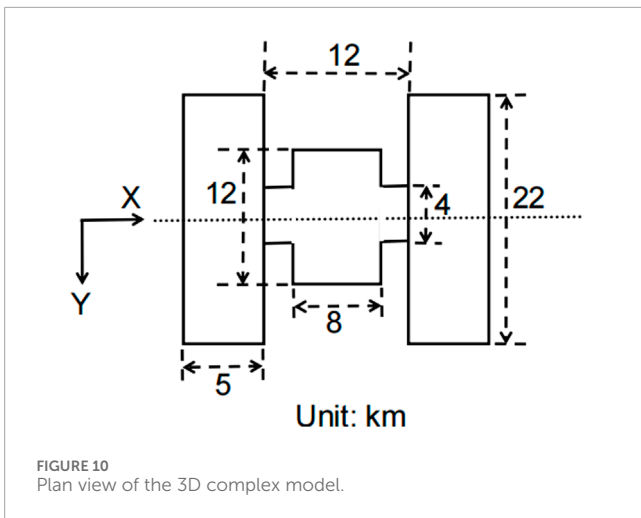 12
X
12
4
22
Y
8
5
Unit: km
FIGURE 10
Plan view of the 3D complex model.